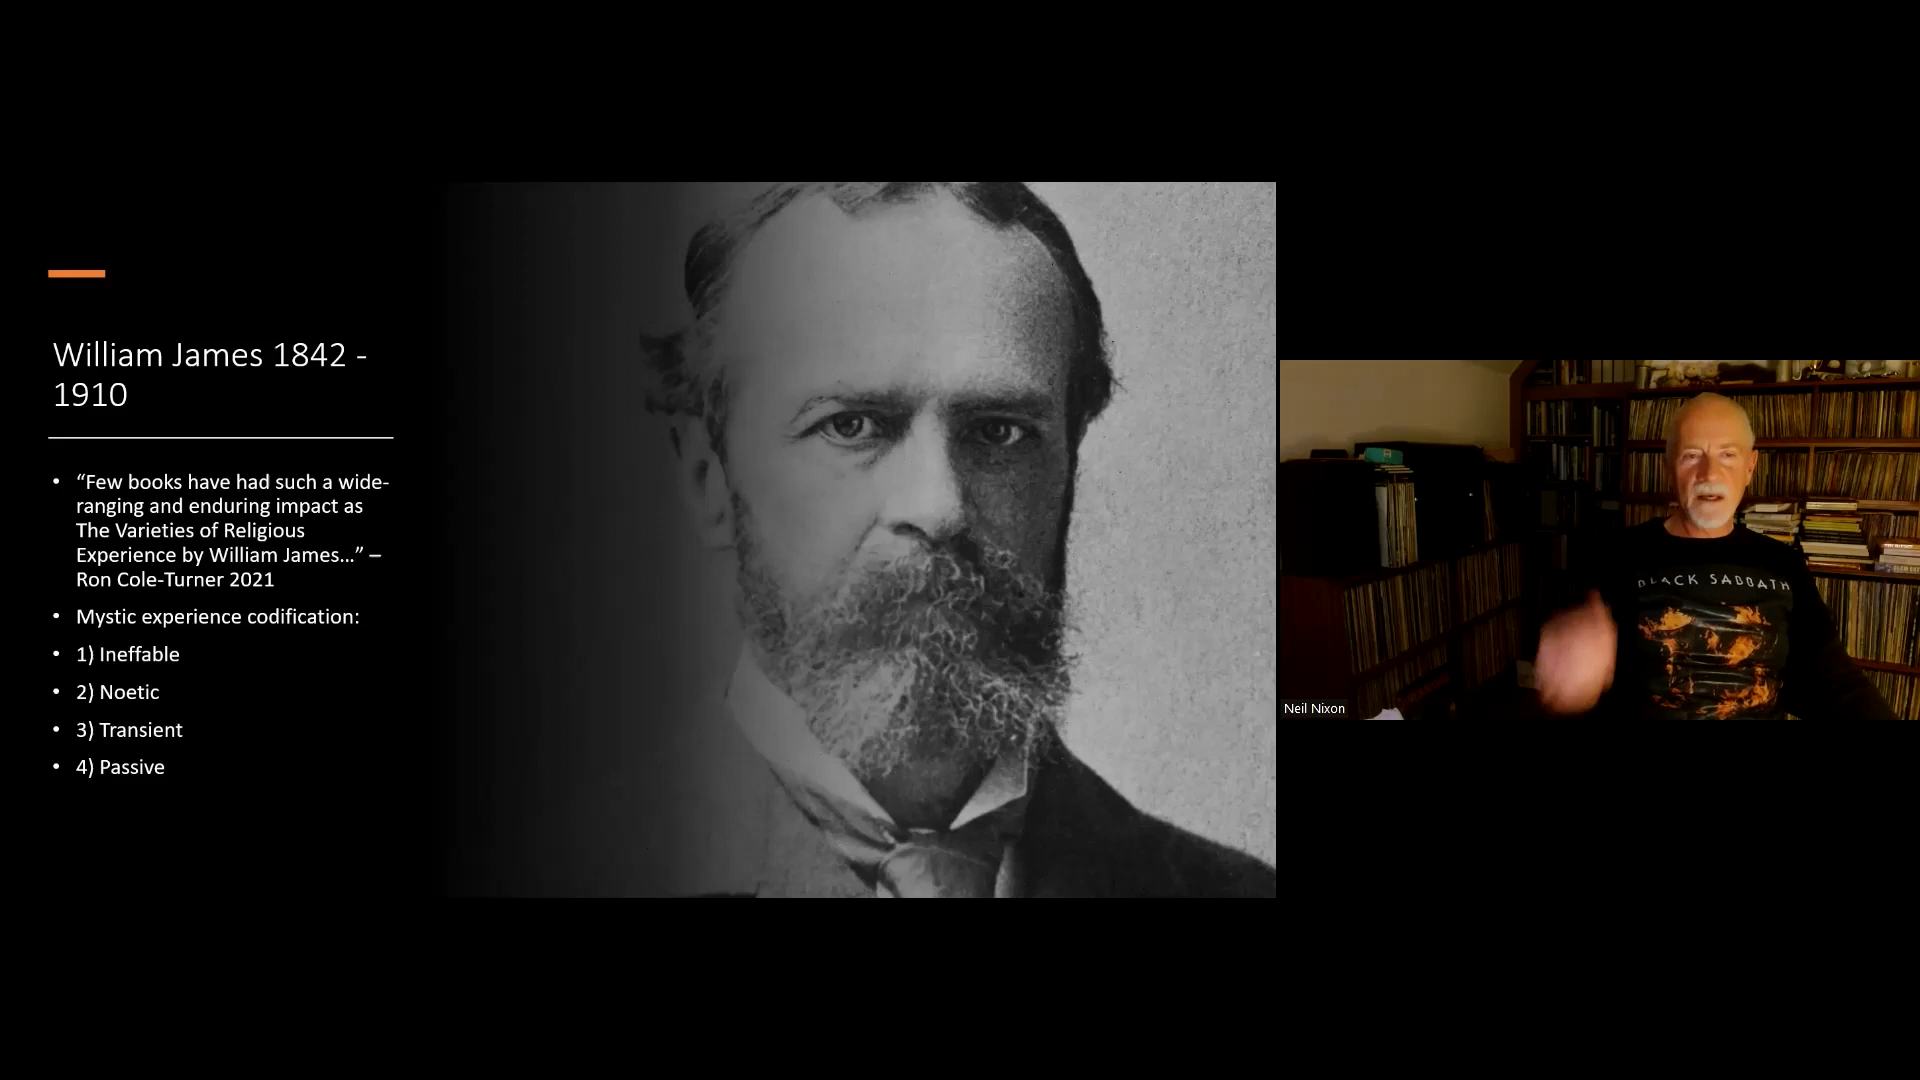 William James 1842 -
1910
• “Few books have had such a wide-
ranging and enduring impact as
The Varieties of Religious
Experience by William James...” –
Ron Cole-Turner 2021
• Mystic experience codification:
• 1) Ineffable
• 2) Noetic
• 3) Transient
• 4) Passive
BLACK SABBATH
Neil Nixon